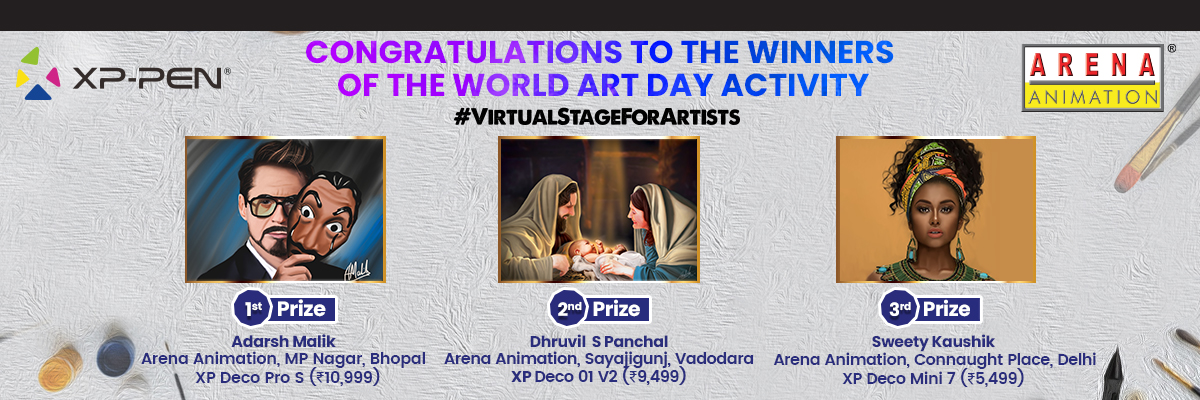 XP-PEN®
CONGRATULATIONS TO THE WINNERS
OF THE WORLD ART DAY ACTIVITY
#VIRTUALSTAGEFORARTISTS
ARENA®
ANIMATION
AMalik
1st Prize
Adarsh Malik
Arena Animation, MP Nagar, Bhopal
XP Deco Pro S (₹10,999)
2nd Prize
Dhruvil S Panchal
Arena Animation, Sayajigunj, Vadodara
XP Deco 01 V2 (₹9,499)
3rd Prize
Sweety Kaushik
Arena Animation, Connaught Place, Delhi
XP Deco Mini 7 (₹5,499)